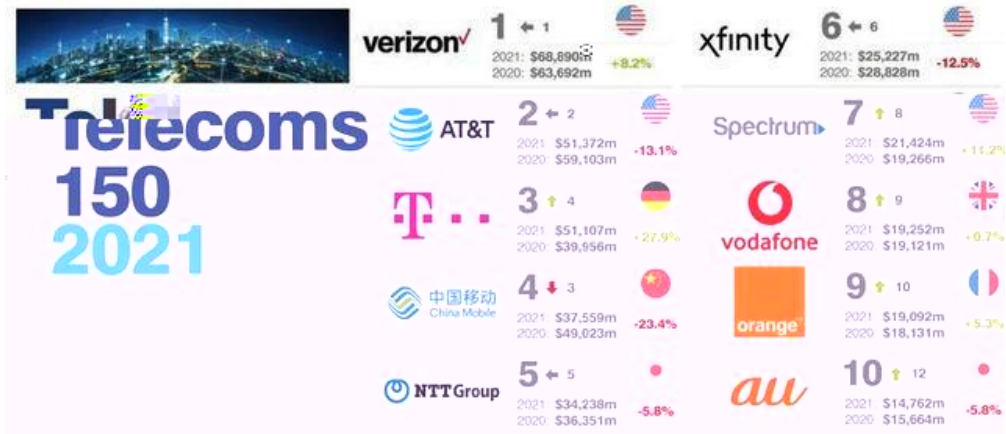 Telecoms
150
2021
verizon✓
1 ← 1
2021: $68,890m
2020: $63,692m
+8.2%
AT&T
2 ← 2
2021: $51,372m
2020: $59,103m
-13.1%
T
3 ↑ 4
2021: $51,107m
2020: $39,956m
+27.9%
中国移动
China Mobile
4 ↓ 3
2021: $37,559m
2020: $49,023m
-23.4%
NTT Group
5 ← 5
2021: $34,238m
2020: $36,351m
-5.8%
xfinity
6 ← 6
2021: $25,227m
2020: $28,828m
-12.5%
Spectrum
7 ↑ 8
2021: $21,424m
2020: $19,266m
+11.2%
vodafone
8 ↑ 9
2021: $19,252m
2020: $19,121m
+0.7%
orange
9 ↑ 10
2021: $19,092m
2020: $18,131m
+5.3%
au
10 ↑ 12
2021: $14,762m
2020: $15,664m
-5.8%